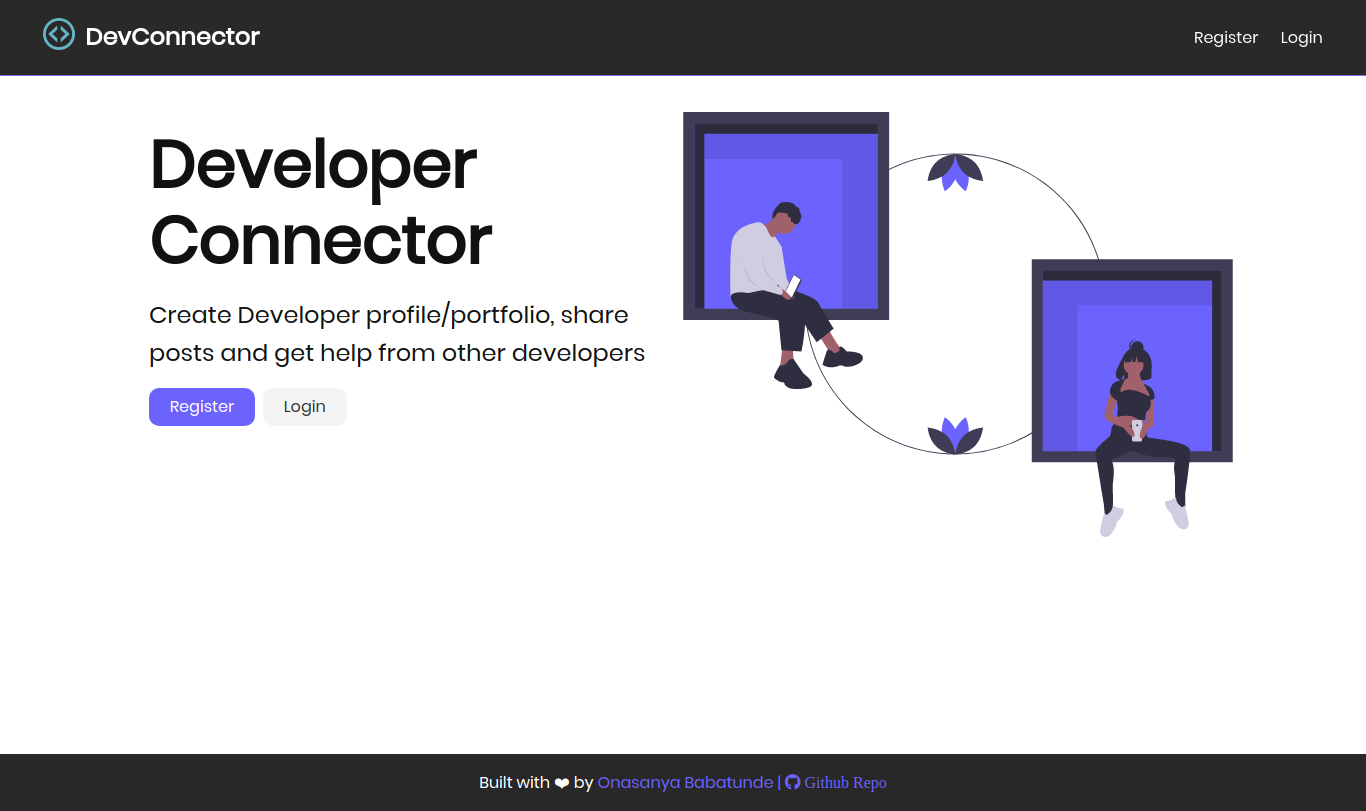 DevConnector
Register Login
Developer
Connector
Create Developer profile/portfolio, share
posts and get help from other developers
Register Login
Built with ❤ by Onasanya Babatunde | Github Repo